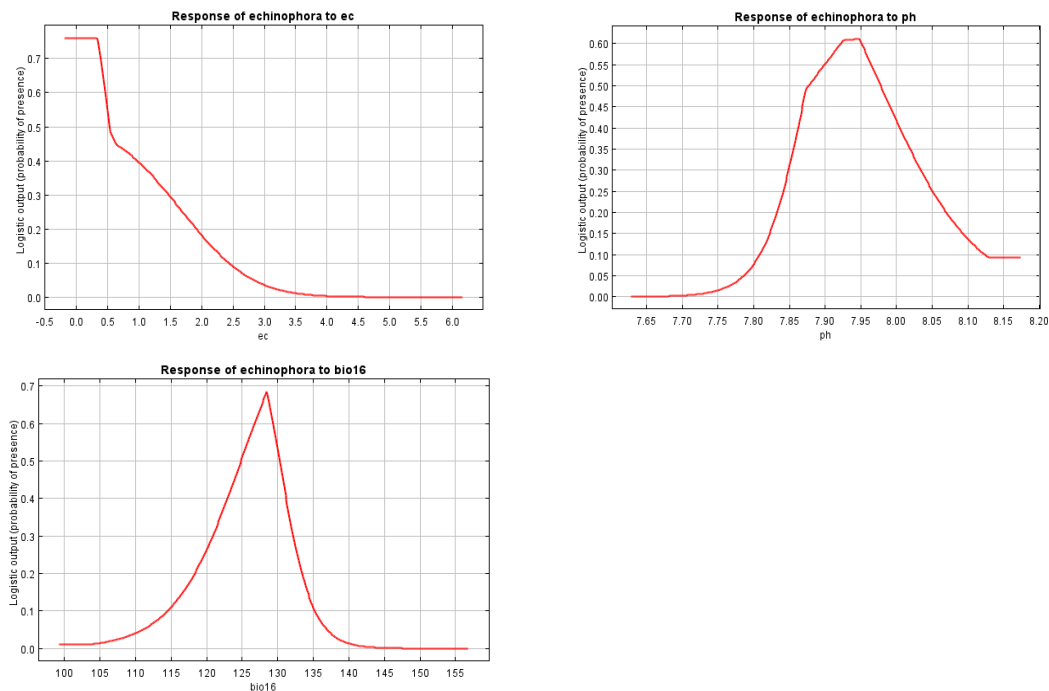 Response of echinophora to ec
Logistic output (probability of presence)
0.7
0.6
0.5
0.4
0.3
0.2
0.1
0.0
-0.5 0.0 0.5 1.0 1.5 2.0 2.5 3.0 3.5 4.0 4.5 5.0 5.5 6.0
ec
Response of echinophora to ph
Logistic output (probability of presence)
0.60
0.55
0.50
0.45
0.40
0.35
0.30
0.25
0.20
0.15
0.10
0.05
0.00
7.65 7.70 7.75 7.80 7.85 7.90 7.95 8.00 8.05 8.10 8.15 8.20
ph
Response of echinophora to bio16
Logistic output (probability of presence)
0.7
0.6
0.5
0.4
0.3
0.2
0.1
0.0
100 105 110 115 120 125 130 135 140 145 150 155
bio16